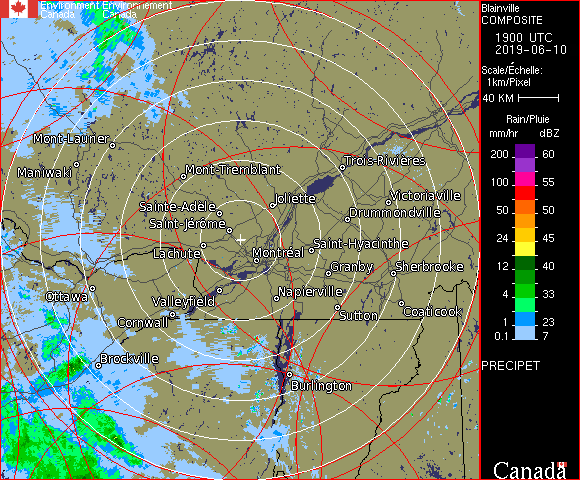 Environment Environnement
Canada Canada
Mont-Laurier
Maniwaki
Mont-Tremblant
Trois-Rivières
Joliette
Victoriaville
Sainte-Adèle
Drummondville
Saint-Jérôme
Saint-Hyacinthe
Lachute
Montréal
Granby
Sherbrooke
Ottawa
Valleyfield
Napierville
Cornwall
Sutton
Coaticook
Brockville
Burlington
Blainville
COMPOSITE
1900 UTC
2019-06-10
Scale/Échelle:
1km/Pixel
40 KM
Rain/Pluie
mm/hr dBZ
200 60
100 55
50 50
24 45
12 40
4 33
1 23
0.1 7
PRECIPET
Canada